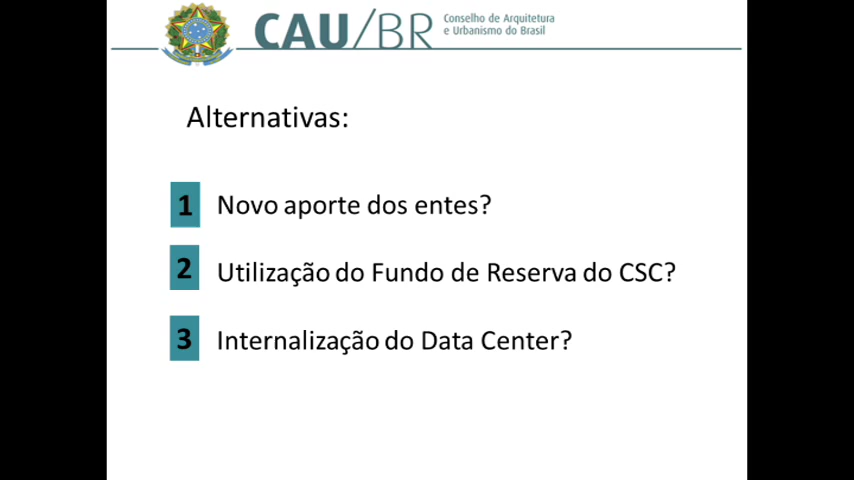 CAU/BR
Conselho de Arquitetura
e Urbanismo do Brasil
Alternativas:
1 Novo aporte dos entes?
2 Utilização do Fundo de Reserva do CSC?
3 Internalização do Data Center?